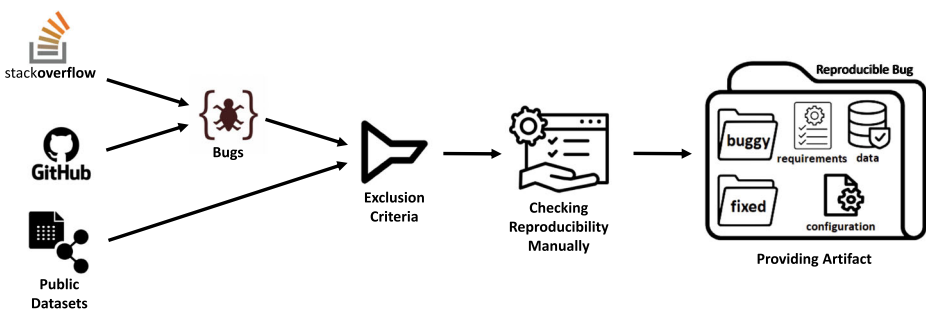 stackoverflow
GitHub
Public
Datasets
Bugs
Exclusion
Criteria
Checking
Reproducibility
Manually
Reproducible Bug
buggy
requirements
data
fixed
configuration
Providing Artifact